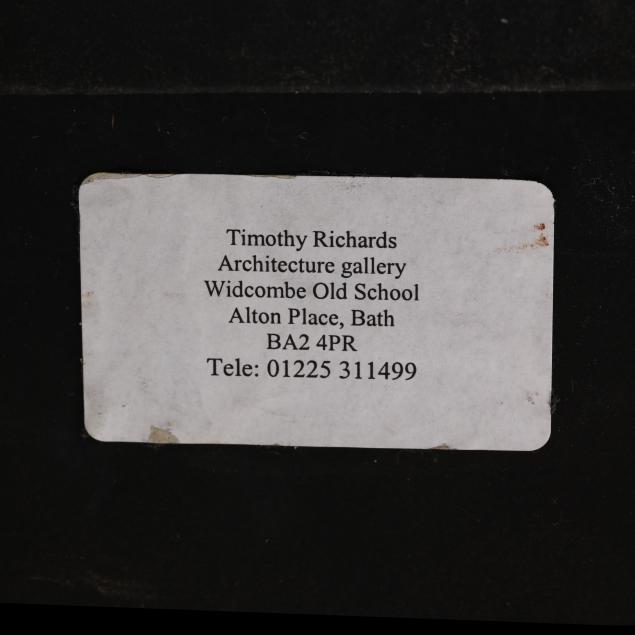 Timothy Richards
Architecture gallery
Widcombe Old School
Alton Place, Bath
BA2 4PR
Tele: 01225 311499